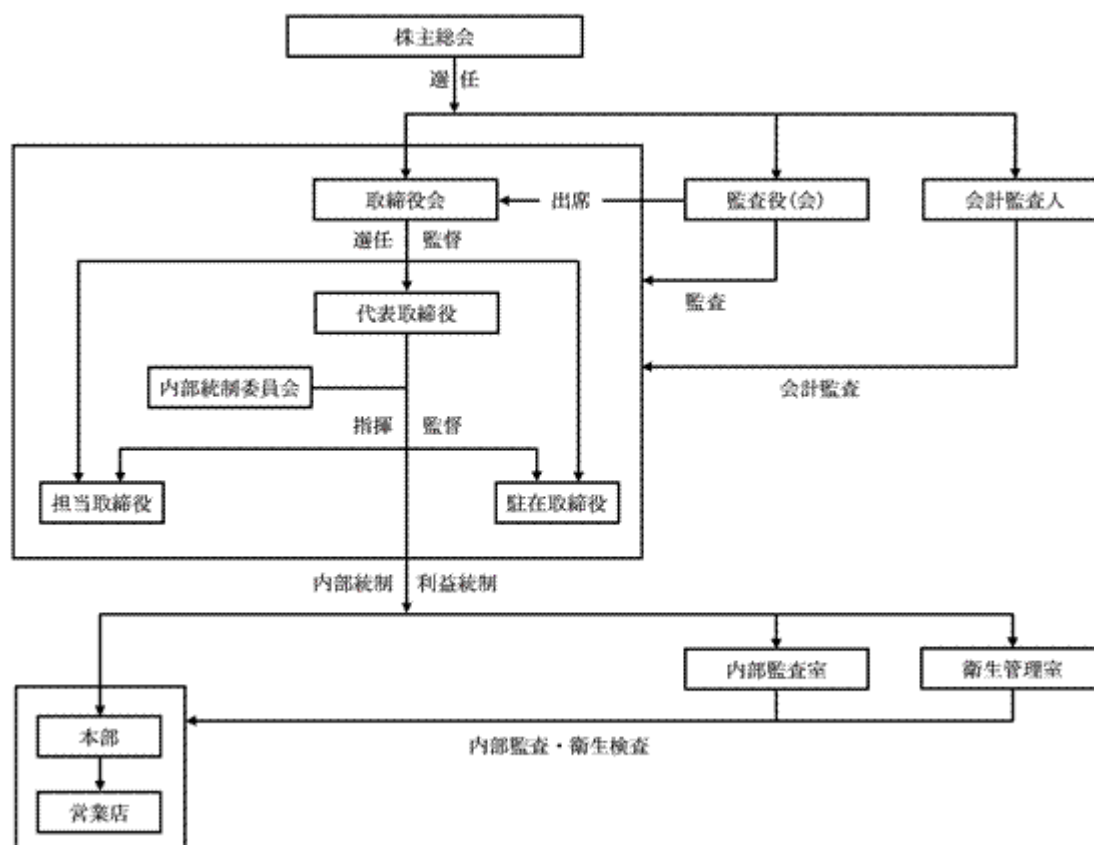 株主総会
選 任
取締役会
出席
監査役(会)
会計監査人
選任 監督
監査
代表取締役
内部統制委員会
会計監査
指揮 監督
担当取締役
駐在取締役
内部統制 利益統制
内部監査室
衛生管理室
本部
内部監査・衛生検査
営業店